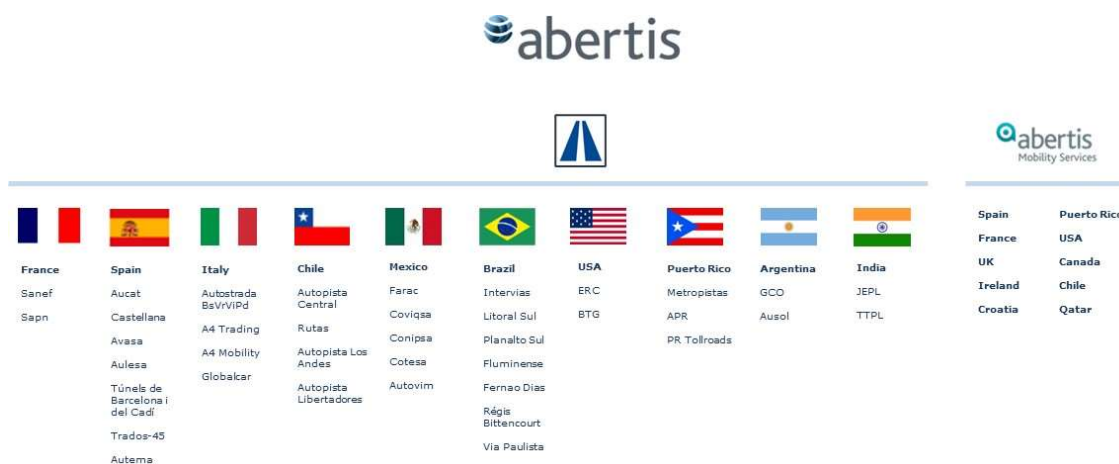 abertis
abertis
Mobility Services
France
Sanef
Sapn
Spain
Aucat
Castellana
Avasa
Aulesa
Túnels de
Barcelona i
del Cadí
Trados-45
Autema
Italy
Autostrada
BsVrViPd
A4 Trading
A4 Mobility
Globalcar
Chile
Autopista
Central
Rutas
Autopista Los
Andes
Autopista
Libertadores
Mexico
Farac
Coviqsa
Conipsa
Cotesa
Autovim
Brazil
Intervias
Litoral Sul
Planalto Sul
Fluminense
Fernao Dias
Régis
Bittencourt
Via Paulista
USA
ERC
BTG
Puerto Rico
Metropistas
APR
PR Tollroads
Argentina
GCO
Ausol
India
JEPL
TTPL
Spain
France
UK
Ireland
Croatia
Puerto Rico
USA
Canada
Chile
Qatar